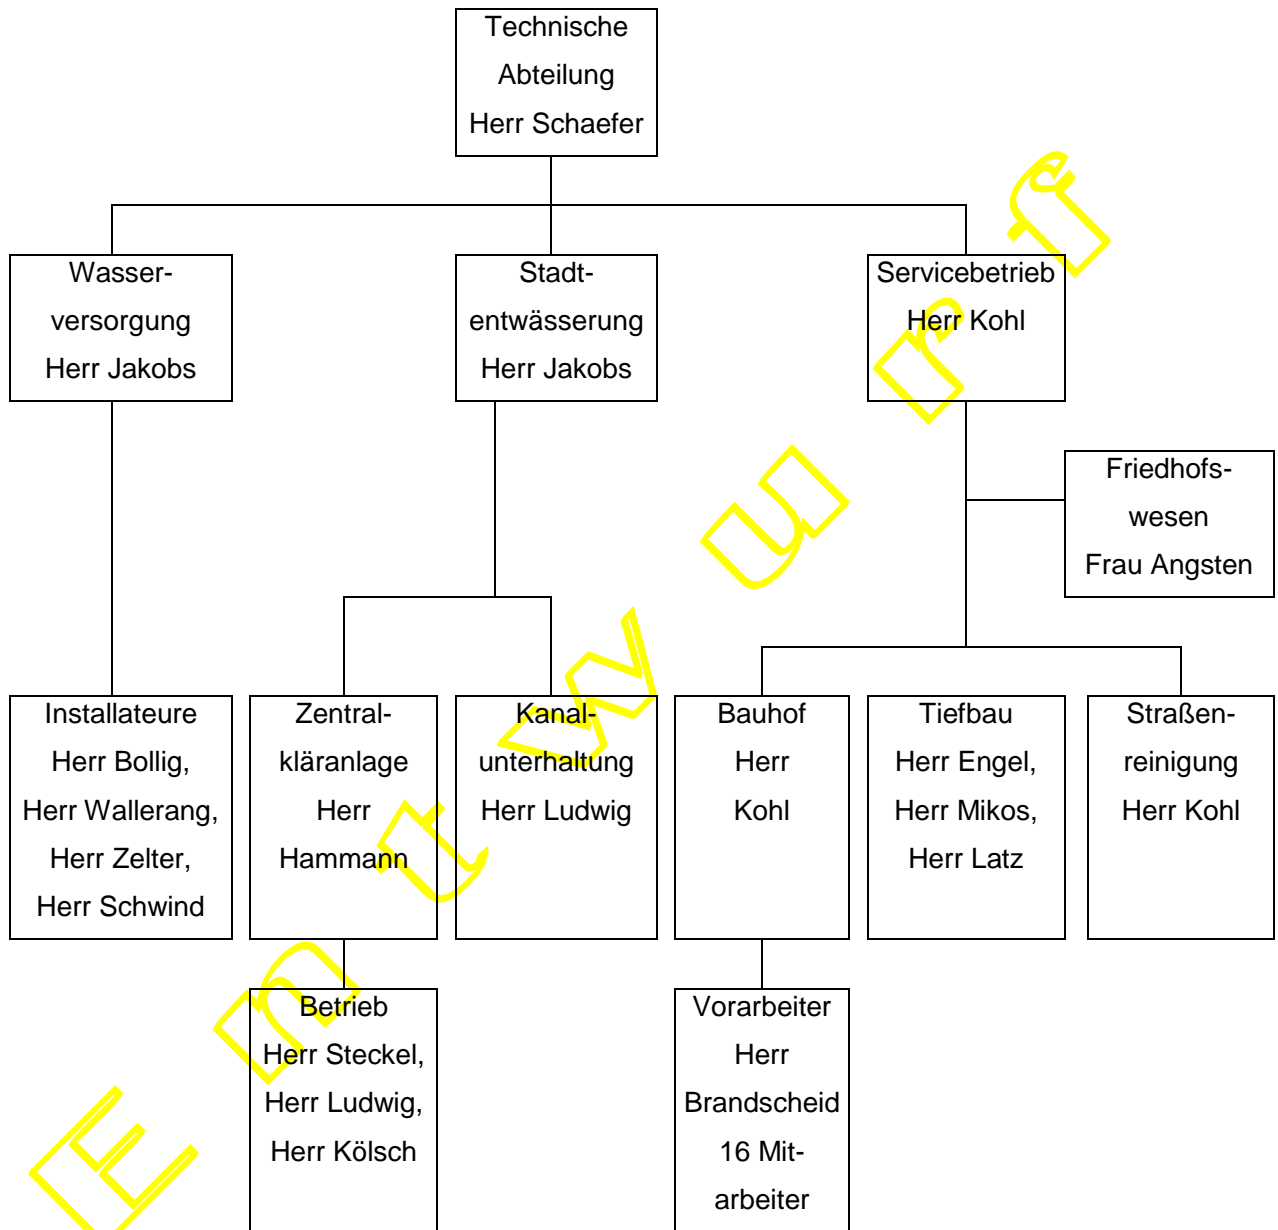 Technische
Abteilung
Herr Schaefer
Wasser-
versorgung
Herr Jakobs
Stadt-
entwässerung
Herr Jakobs
Servicebetrieb
Herr Kohl
Friedhofs-
wesen
Frau Angsten
Installateure
Herr Bollig,
Herr Wallerang,
Herr Zelter,
Herr Schwind
Zentral-
kläranlage
Herr
Hammann
Kanal-
unterhaltung
Herr Ludwig
Bauhof
Herr
Kohl
Tiefbau
Herr Engel,
Herr Mikos,
Herr Latz
Straßen-
reinigung
Herr Kohl
Betrieb
Herr Steckel,
Herr Ludwig,
Herr Kölsch
Vorarbeiter
Herr
Brandscheid
16 Mit-
arbeiter
E n t w u r f